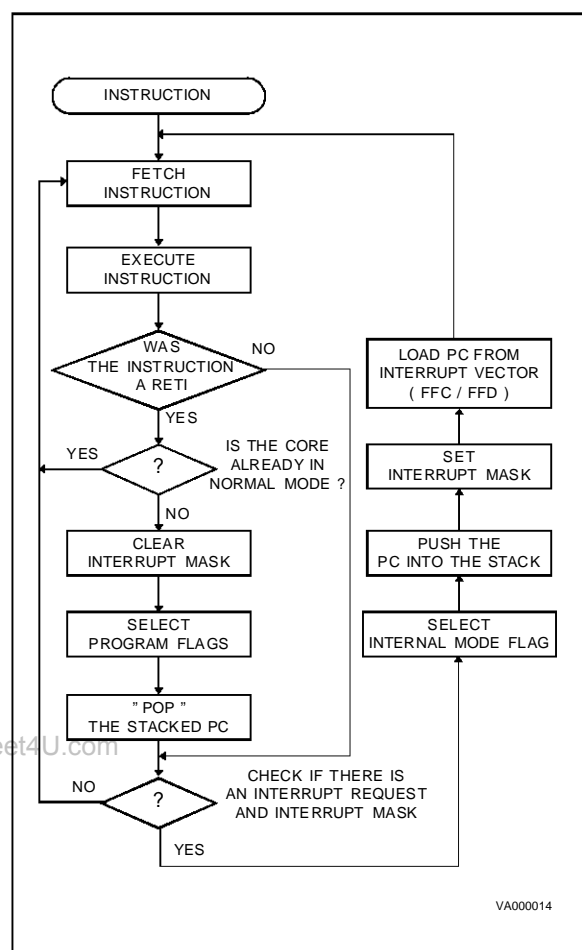 INSTRUCTION
FETCH
INSTRUCTION
EXECUTE
INSTRUCTION
WAS
THE INSTRUCTION
A RETI
NO
YES
?
IS THE CORE
ALREADY IN
NORMAL MODE ?
YES
NO
CLEAR
INTERRUPT MASK
SELECT
PROGRAM FLAGS
" POP "
THE STACKED PC
?
NO
YES
CHECK IF THERE IS
AN INTERRUPT REQUEST
AND INTERRUPT MASK
LOAD PC FROM
INTERRUPT VECTOR
( FFC / FFD )
SET
INTERRUPT MASK
PUSH THE
PC INTO THE STACK
SELECT
INTERNAL MODE FLAG
eet4U.com
VA000014